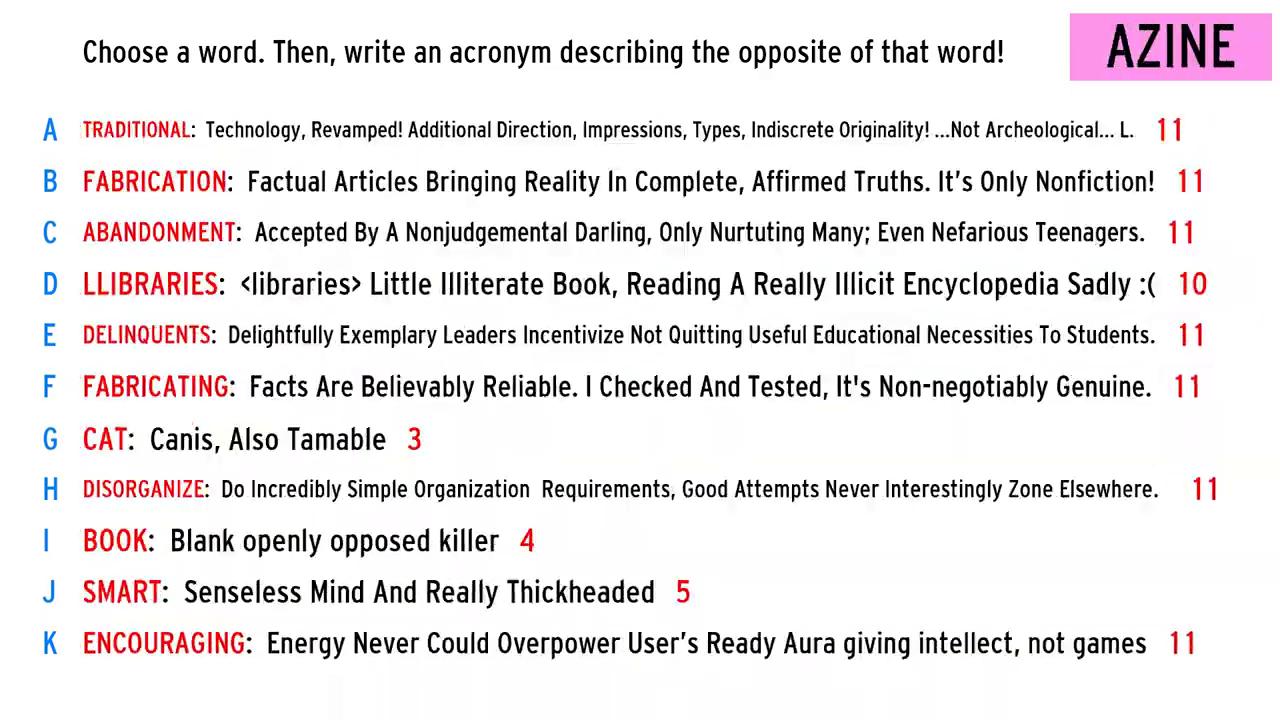 Choose a word. Then, write an acronym describing the opposite of that word!
AZINE
A TRADITIONAL: Technology, Revamped! Additional Direction, Impressions, Types, Indiscrete Originality! ...Not Archeological... L. 11
B FABRICATION: Factual Articles Bringing Reality In Complete, Affirmed Truths. It's Only Nonfiction! 11
C ABANDONMENT: Accepted By A Nonjudgemental Darling, Only Nurtuting Many; Even Nefarious Teenagers. 11
D LLIBRARIES: <libraries> Little Illiterate Book, Reading A Really Illicit Encyclopedia Sadly :( 10
E DELINQUENTS: Delightfully Exemplary Leaders Incentivize Not Quitting Useful Educational Necessities To Students. 11
F FABRICATING: Facts Are Believably Reliable. I Checked And Tested, It's Non-negotiably Genuine. 11
G CAT: Canis, Also Tamable 3
H DISORGANIZE: Do Incredibly Simple Organization Requirements, Good Attempts Never Interestingly Zone Elsewhere. 11
I BOOK: Blank openly opposed killer 4
J SMART: Senseless Mind And Really Thickheaded 5
K ENCOURAGING: Energy Never Could Overpower User's Ready Aura giving intellect, not games 11